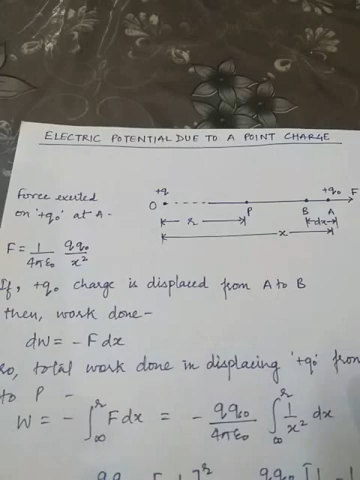 ELECTRIC POTENTIAL DUE TO A POINT CHARGE
+q +q₀ F
O P B A
r dx
x
Force exerted
on '+q₀' at A -
F = 1/4πε₀ qq₀/x²
If, +q₀ charge is displaced from A to B
then, work done -
dW = - F dx
So, total work done in displacing '+q₀' from
to P -
W = - ∫_∞^r F dx = - qq₀/4πε₀ ∫_∞^r 1/x² dx